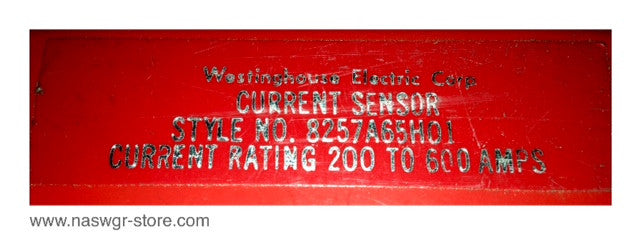 Westinghouse Electric Corp
CURRENT SENSOR
STYLE NO. 8257A65H01
CURRENT RATING 200 TO 600 AMPS
www.naswgr-store.com